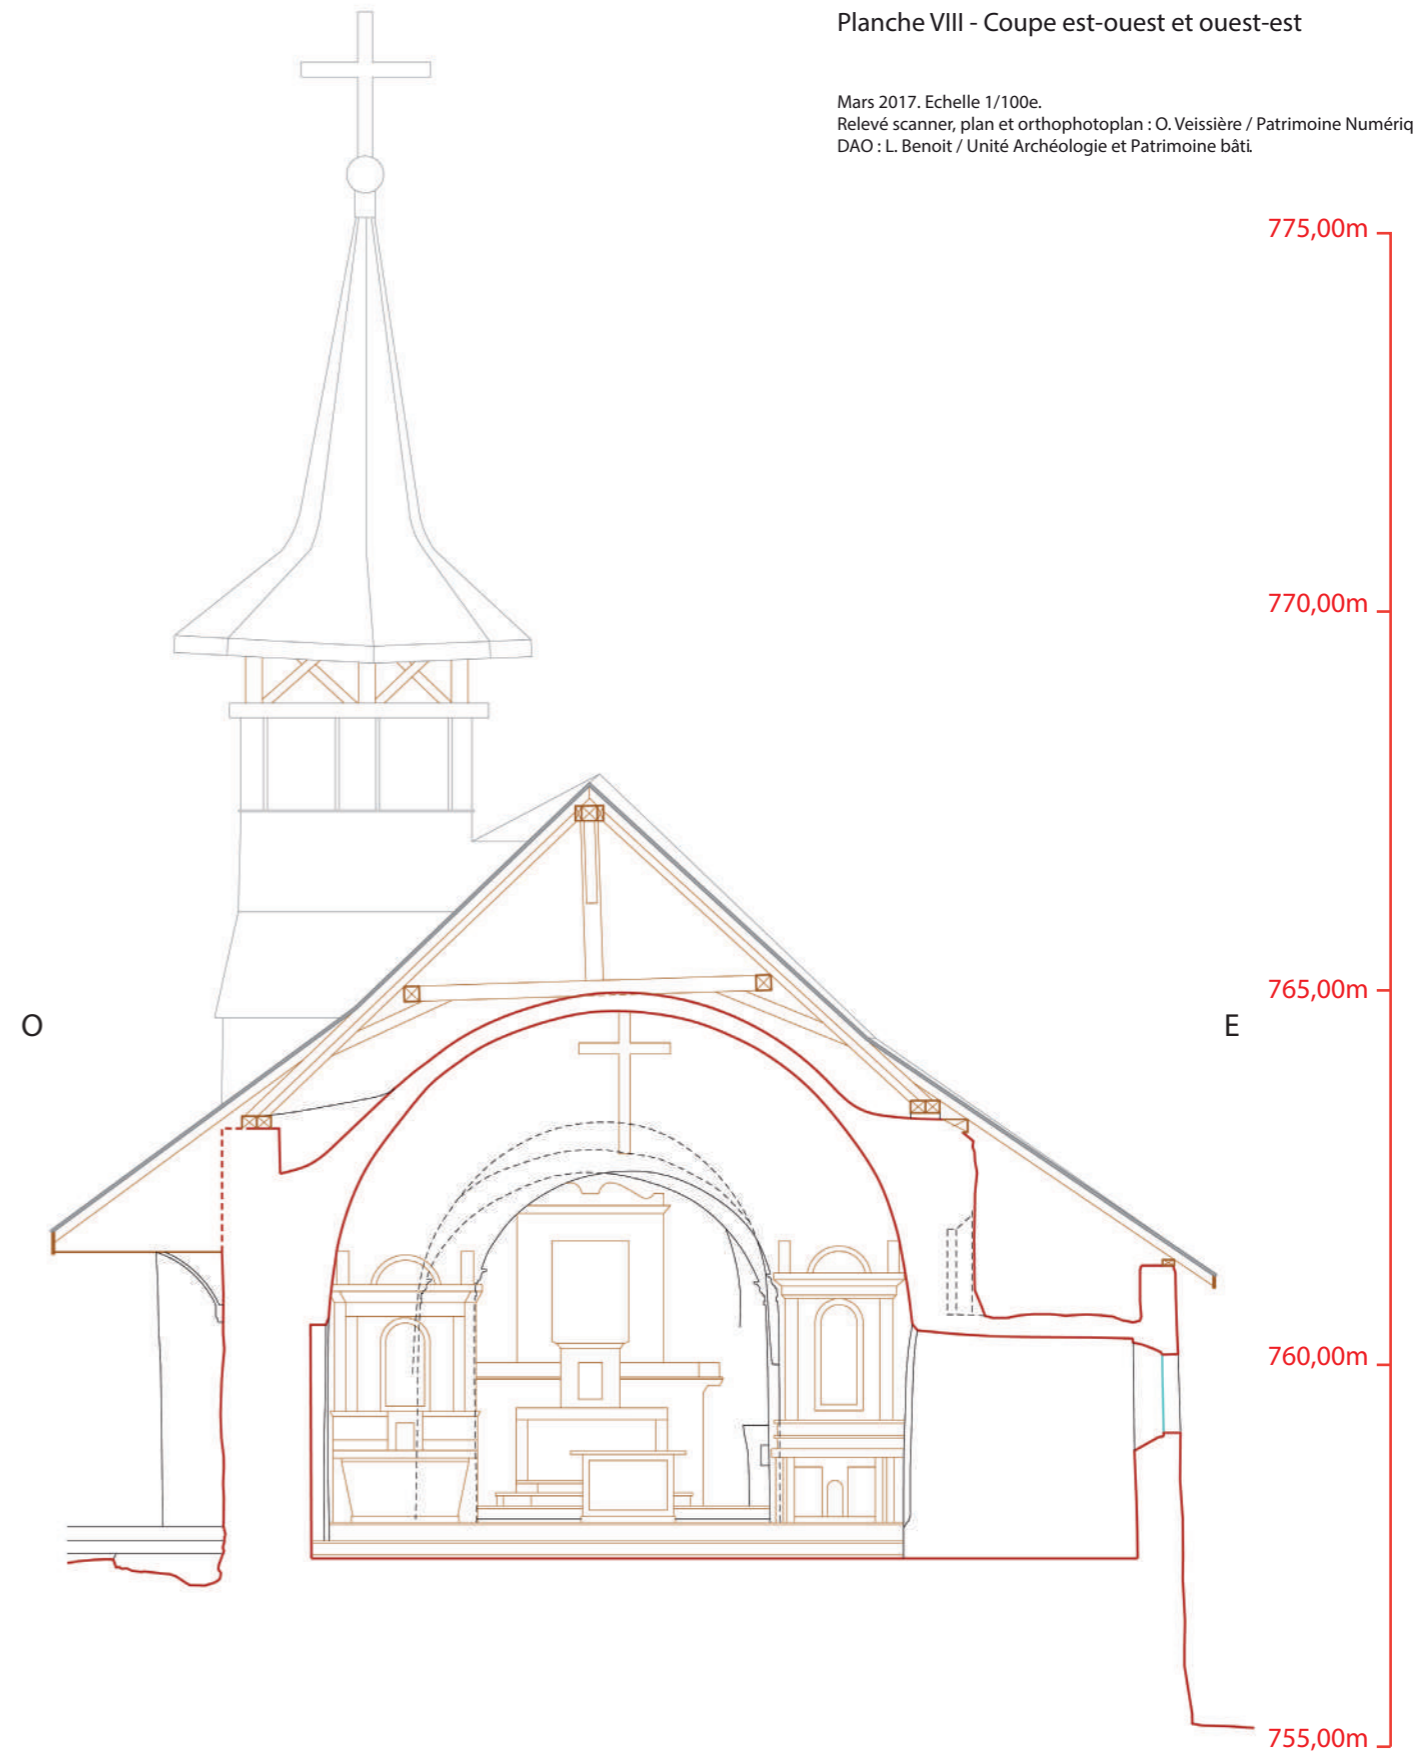 Planche VIII - Coupe est-ouest et ouest-est
Mars 2017. Echelle 1/100e.
Relevé scanner, plan et orthophotoplan : O. Veissière / Patrimoine Numériq
DAO : L. Benoit / Unité Archéologie et Patrimoine bâti.
775,00m
770,00m
765,00m
O
E
760,00m
755,00m